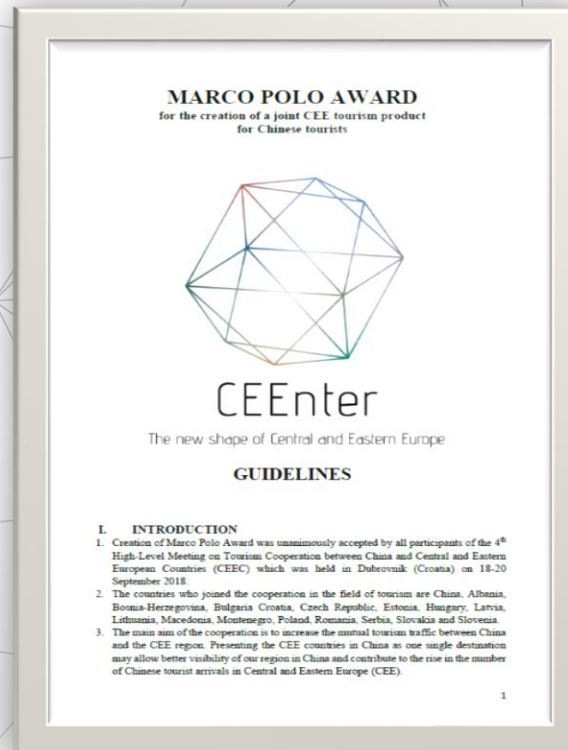 MARCO POLO AWARD
for the creation of a joint CEE tourism product
for Chinese tourists
CEEnter
The new shape of Central and Eastern Europe
GUIDELINES
I. INTRODUCTION
1. Creation of Marco Polo Award was unanimously accepted by all participants of the 4th
High-Level Meeting on Tourism Cooperation between China and Central and Eastern
European Countries (CEEC) which was held in Dubrovnik (Croatia) on 18-20
September 2018.
2. The countries who joined the cooperation in the field of tourism are China, Albania,
Bosnia-Herzegovina, Bulgaria Croatia, Czech Republic, Estonia, Hungary, Latvia,
Lithuania, Macedonia, Montenegro, Poland, Romania, Serbia, Slovakia and Slovenia.
3. The main aim of the cooperation is to increase the mutual tourism traffic between China
and the CEE region. Presenting the CEE countries in China as one single destination
may allow better visibility of our region in China and contribute to the rise in the number
of Chinese tourist arrivals in Central and Eastern Europe (CEE).
1